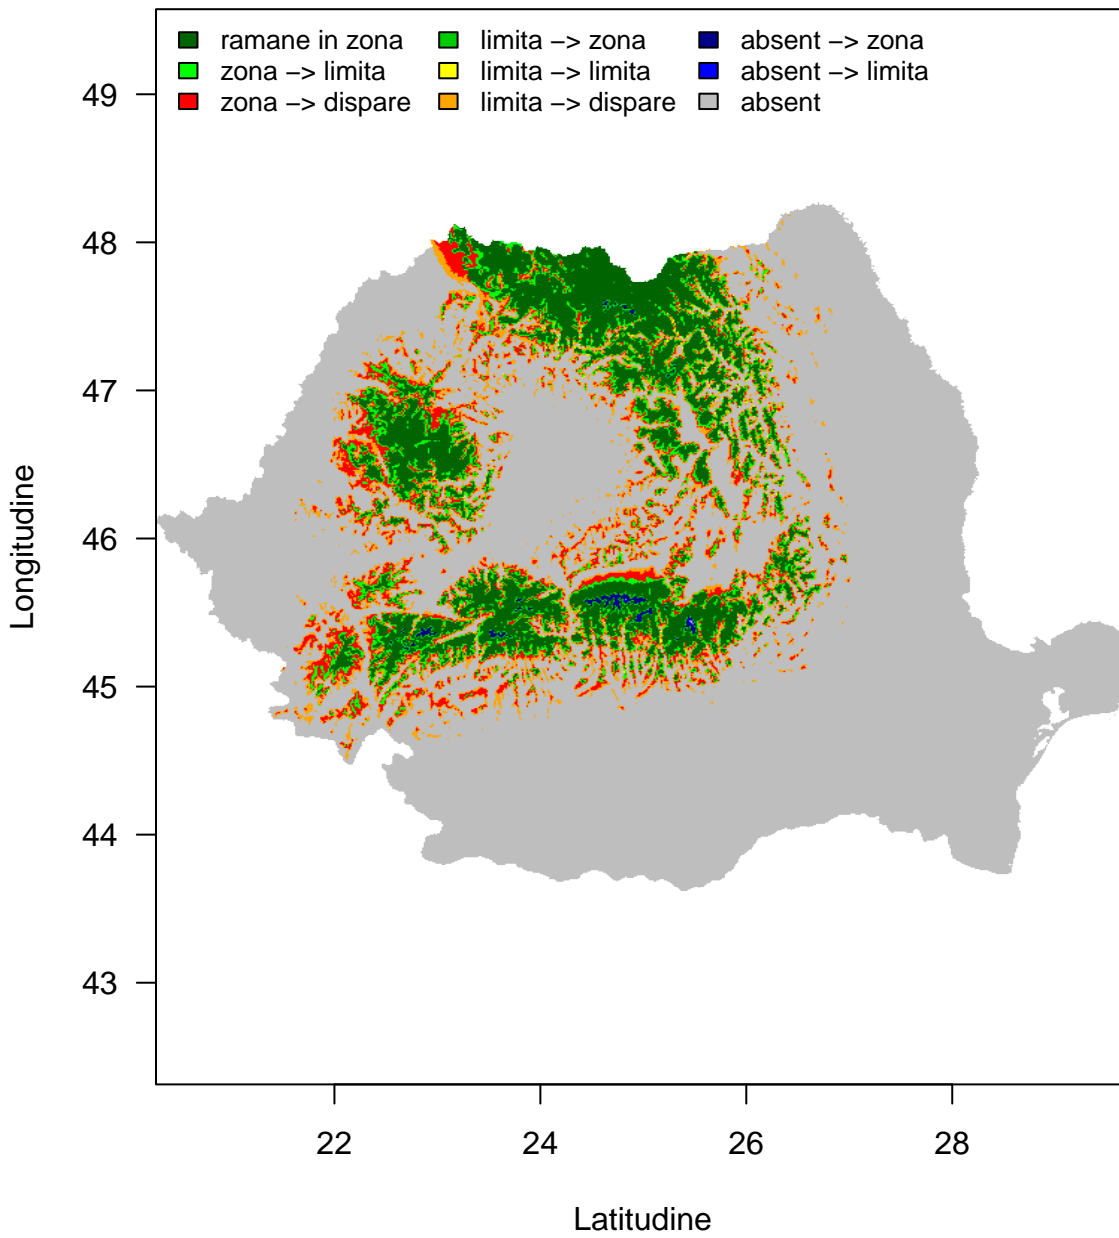 ramane in zona
limita −> zona
absent −> zona
zona −> limita
limita −> limita
absent −> limita
zona −> dispare
limita −> dispare
absent
49
48
47
46
45
44
43
Longitudine
22
24
26
28
Latitudine